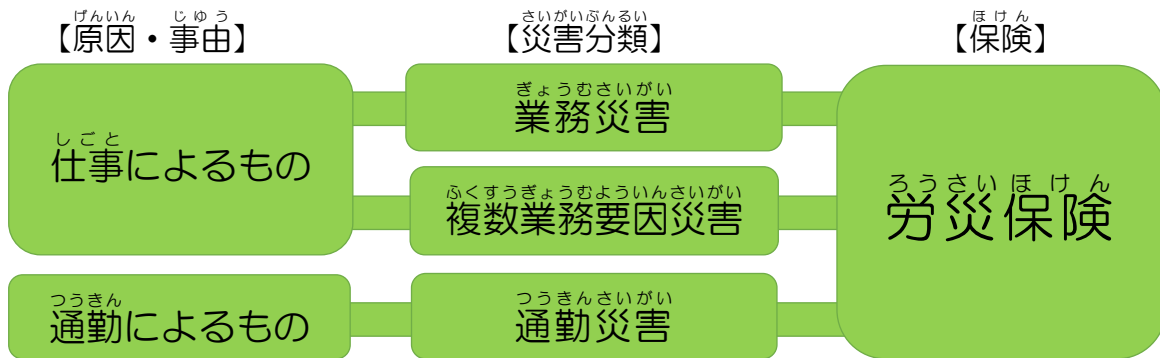 げんいん じゆう
【原因・事由】
さいがいぶんるい
【災害分類】
ほけん
【保険】
しごと
仕事によるもの
ぎょうむさいがい
業務災害
ふくすうぎょうむよういんさいがい
複数業務要因災害
ろうさいほけん
労災保険
つうきん
通勤によるもの
つうきんさいがい
通勤災害